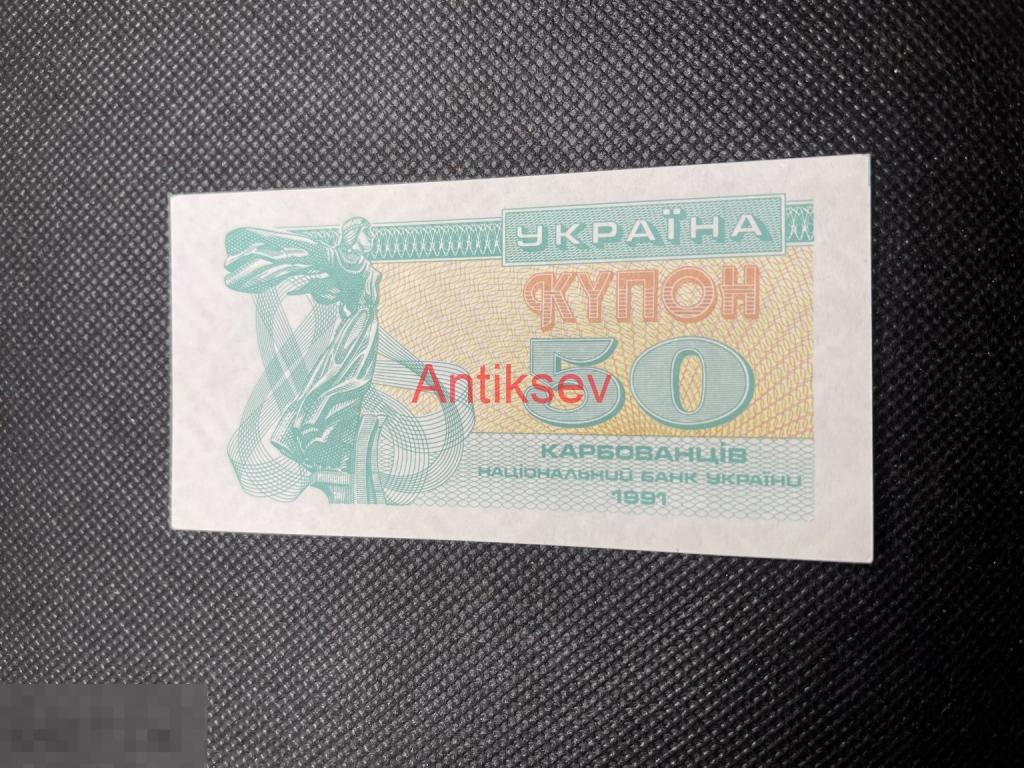 УКРАЇНА
КУПОН
50
Antiksev
КАРБОВАНЦІВ
НАЦІОНАЛЬНИЙ БАНК УКРАЇНИ
1991